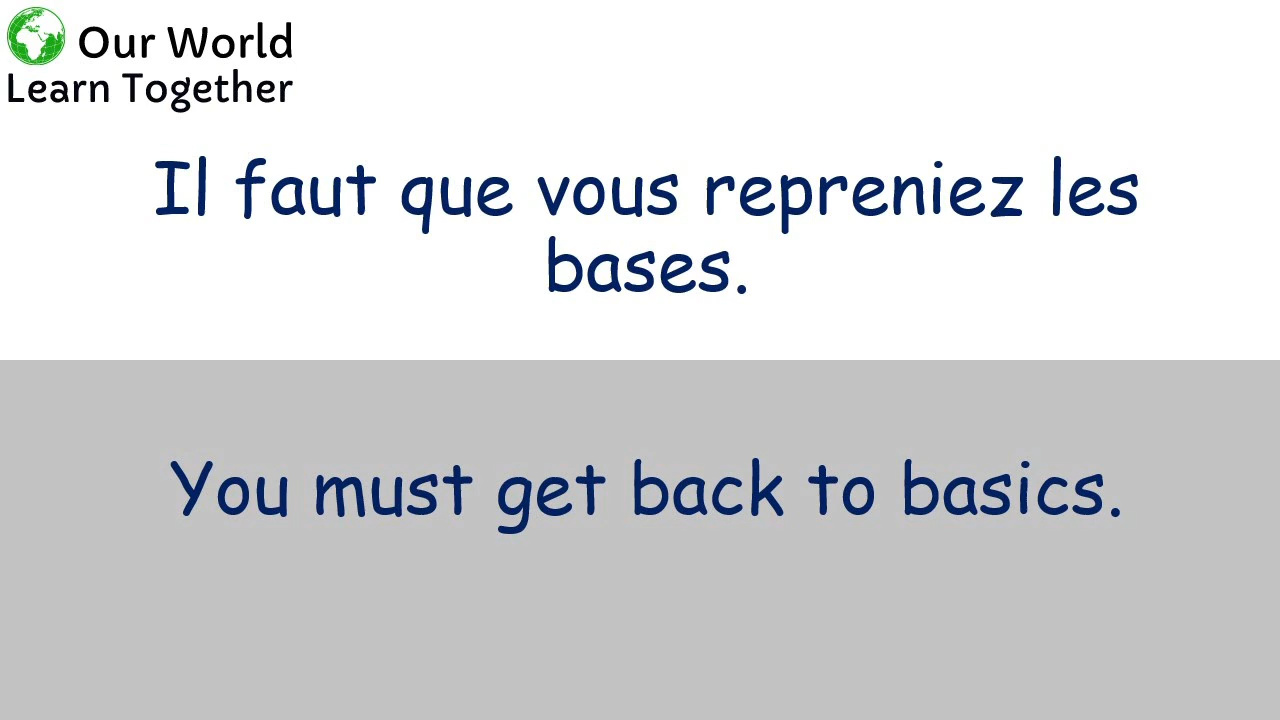 Our World
Learn Together
Il faut que vous repreniez les
bases.
You must get back to basics.